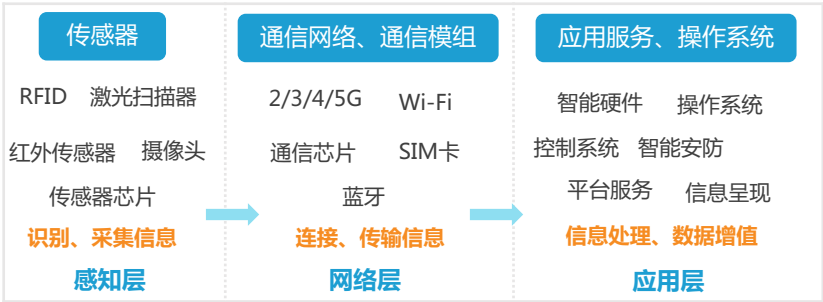 传感器
RFID 激光扫描器
红外传感器 摄像头
传感器芯片
识别、采集信息
感知层
通信网络、通信模组
2/3/4/5G Wi-Fi
通信芯片 SIM卡
蓝牙
连接、传输信息
网络层
应用服务、操作系统
智能硬件 操作系统
控制系统 智能安防
平台服务 信息呈现
信息处理、数据增值
应用层